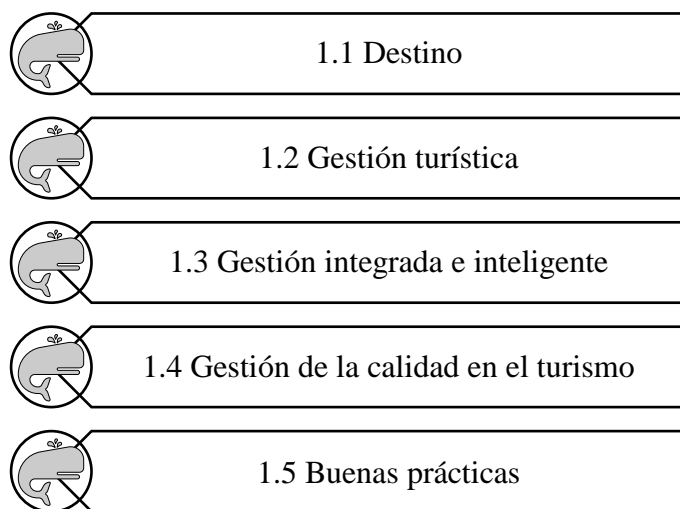 1.1 Destino
1.2 Gestión turística
1.3 Gestión integrada e inteligente
1.4 Gestión de la calidad en el turismo
1.5 Buenas prácticas